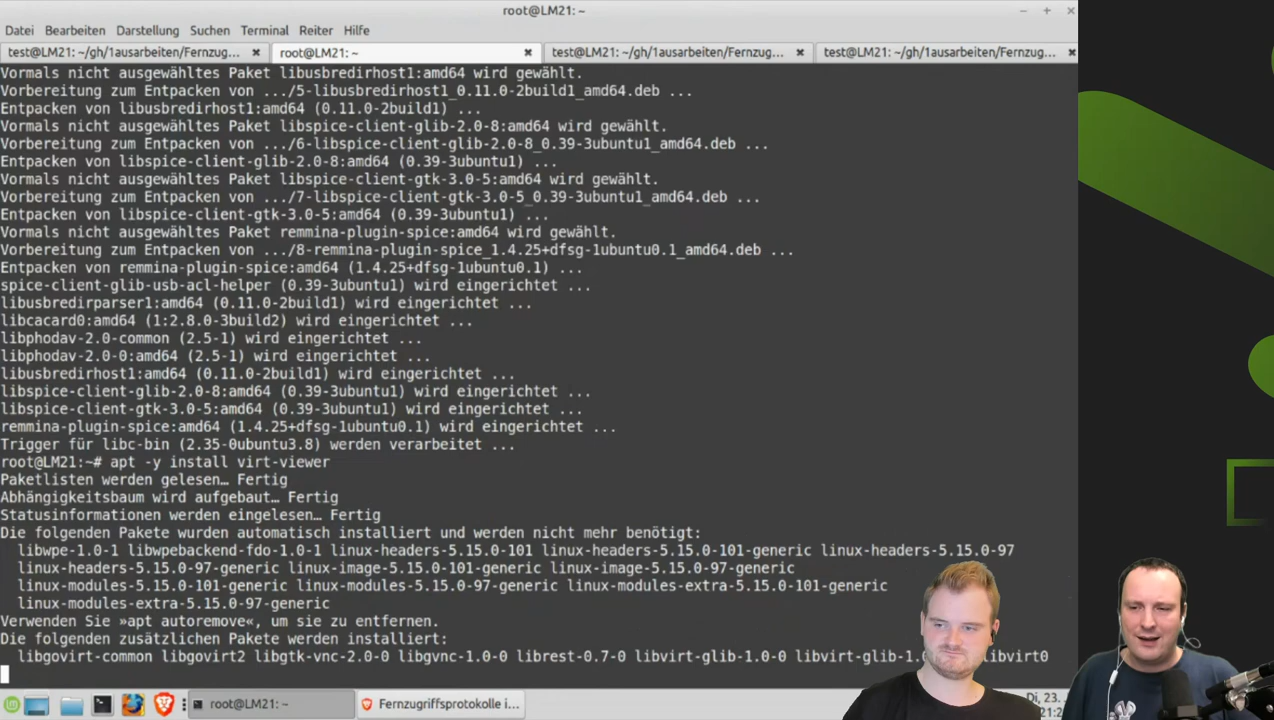 root@LM21: ~
Datei Bearbeiten Darstellung Suchen Terminal Reiter Hilfe
test@LM21: ~/gh/1ausarbeiten/Fernzug... root@LM21: ~ test@LM21: ~/gh/1ausarbeiten/Fernzug... test@LM21: ~/gh/1ausarbeiten/Fernzug...
Vormals nicht ausgewähltes Paket libusbredirhost1:amd64 wird gewählt.
Vorbereitung zum Entpacken von .../5-libusbredirhost1_0.11.0-2build1_amd64.deb ...
Entpacken von libusbredirhost1:amd64 (0.11.0-2build1) ...
Vormals nicht ausgewähltes Paket libspice-client-glib-2.0-8:amd64 wird gewählt.
Vorbereitung zum Entpacken von .../6-libspice-client-glib-2.0-8_0.39-3ubuntu1_amd64.deb ...
Entpacken von libspice-client-glib-2.0-8:amd64 (0.39-3ubuntu1) ...
Vormals nicht ausgewähltes Paket libspice-client-gtk-3.0-5:amd64 wird gewählt.
Vorbereitung zum Entpacken von .../7-libspice-client-gtk-3.0-5_0.39-3ubuntu1_amd64.deb ...
Entpacken von libspice-client-gtk-3.0-5:amd64 (0.39-3ubuntu1) ...
Vormals nicht ausgewähltes Paket remmina-plugin-spice:amd64 wird gewählt.
Vorbereitung zum Entpacken von .../8-remmina-plugin-spice_1.4.25+dfsg-1ubuntu0.1_amd64.deb ...
Entpacken von remmina-plugin-spice:amd64 (1.4.25+dfsg-1ubuntu0.1) ...
spice-client-glib-usb-acl-helper (0.39-3ubuntu1) wird eingerichtet ...
libusbredirparser1:amd64 (0.11.0-2build1) wird eingerichtet ...
libcacard0:amd64 (1:2.8.0-3build2) wird eingerichtet ...
libphodav-2.0-common (2.5-1) wird eingerichtet ...
libphodav-2.0-0:amd64 (2.5-1) wird eingerichtet ...
libusbredirhost1:amd64 (0.11.0-2build1) wird eingerichtet ...
libspice-client-glib-2.0-8:amd64 (0.39-3ubuntu1) wird eingerichtet ...
libspice-client-gtk-3.0-5:amd64 (0.39-3ubuntu1) wird eingerichtet ...
remmina-plugin-spice:amd64 (1.4.25+dfsg-1ubuntu0.1) wird eingerichtet ...
Trigger für libc-bin (2.35-0ubuntu3.8) werden verarbeitet ...
root@LM21:~# apt -y install virt-viewer
Paketlisten werden gelesen… Fertig
Abhängigkeitsbaum wird aufgebaut… Fertig
Statusinformationen werden eingelesen… Fertig
Die folgenden Pakete wurden automatisch installiert und werden nicht mehr benötigt:
libwpe-1.0-1 libwpebackend-fdo-1.0-1 linux-headers-5.15.0-101 linux-headers-5.15.0-101-generic linux-headers-5.15.0-97
linux-headers-5.15.0-97-generic linux-image-5.15.0-101-generic linux-image-5.15.0-97-generic
linux-modules-5.15.0-101-generic linux-modules-5.15.0-97-generic linux-modules-extra-5.15.0-101-generic
linux-modules-extra-5.15.0-97-generic
Verwenden Sie »apt autoremove«, um sie zu entfernen.
Die folgenden zusätzlichen Pakete werden installiert:
libgovirt-common libgovirt2 libgtk-vnc-2.0-0 libgvnc-1.0-0 librest-0.7-0 libvirt-glib-1.0-0 libvirt-glib-1.0 libvirt0
root@LM21: ~ Fernzugriffsprotokolle i... Di, 23.